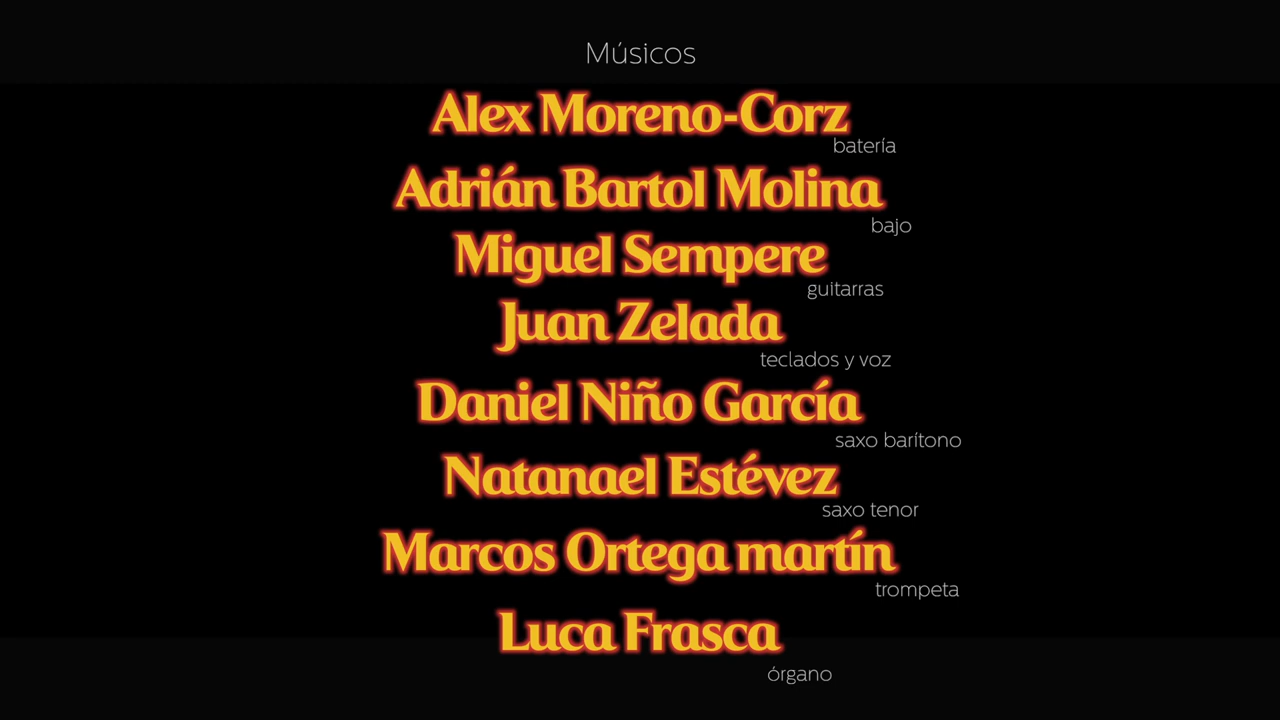 Músicos
Alex Moreno-Corz
batería
Adrián Bartol Molina
bajo
Miguel Sempere
guitarras
Juan Zelada
teclados y voz
Daniel Niño García
saxo barítono
Natanael Estévez
saxo tenor
Marcos Ortega martín
trompeta
Luca Frasca
órgano